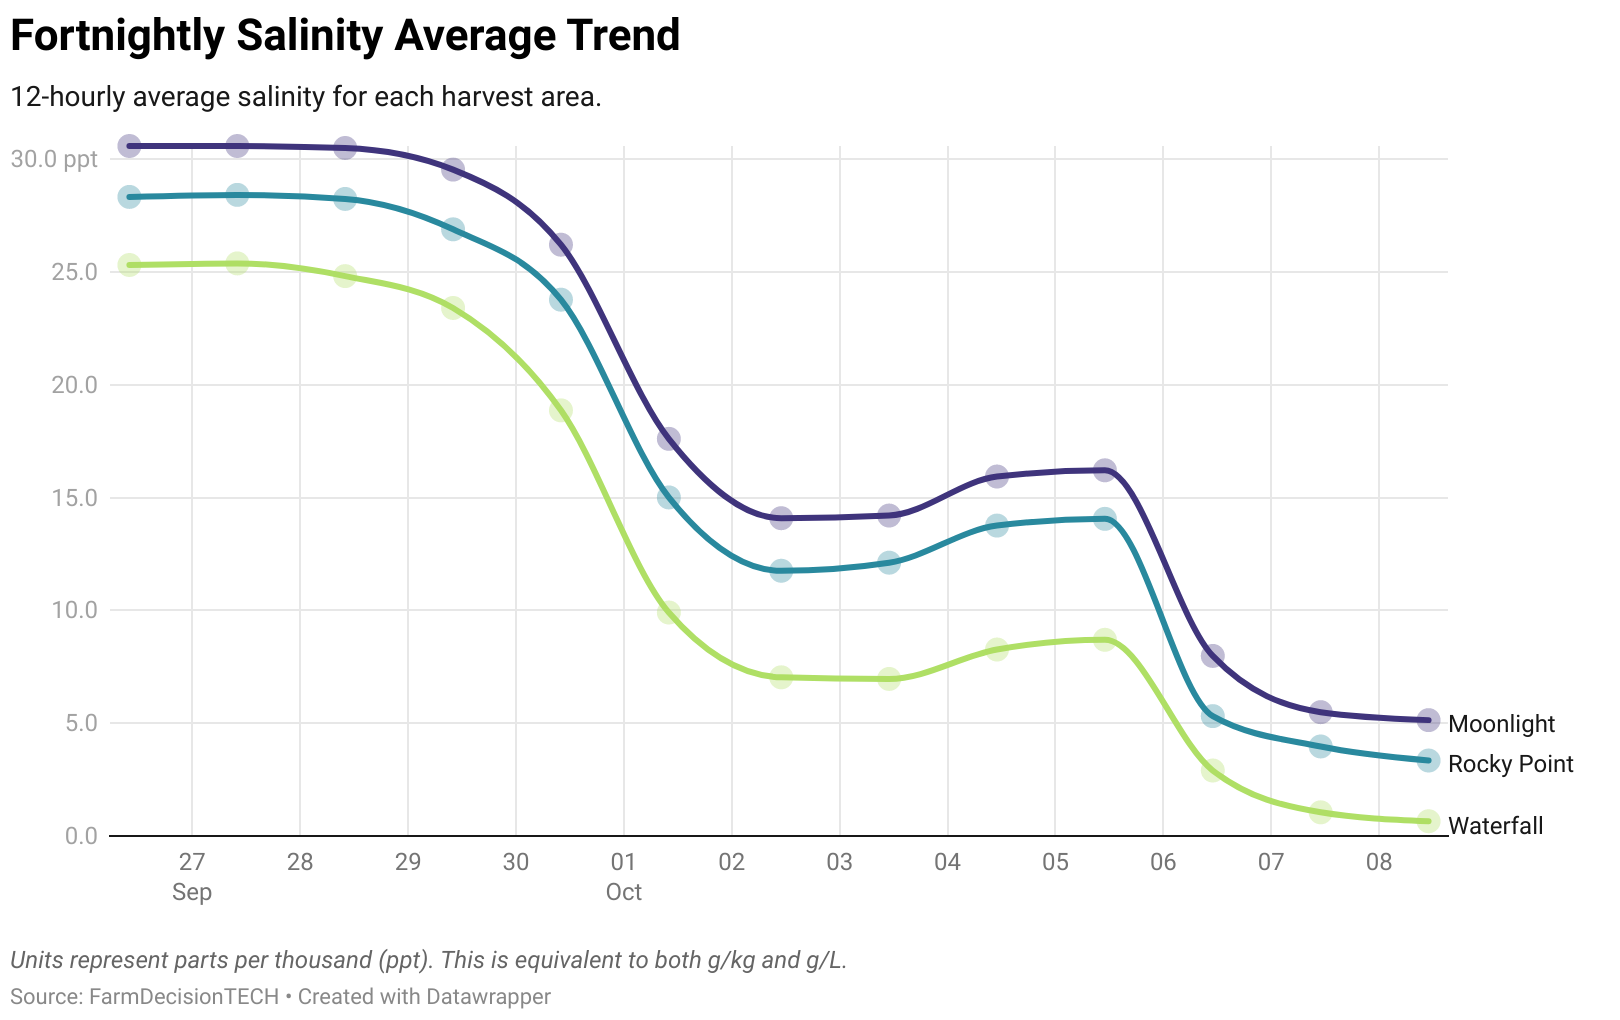 Fortnightly Salinity Average Trend
12-hourly average salinity for each harvest area.
30.0 ppt
25.0
20.0
15.0
10.0
5.0
0.0
Moonlight
Rocky Point
Waterfall
27 28 29 30 01 02 03 04 05 06 07 08
Sep Oct
Units represent parts per thousand (ppt). This is equivalent to both g/kg and g/L.
Source: FarmDecisionTECH • Created with Datawrapper